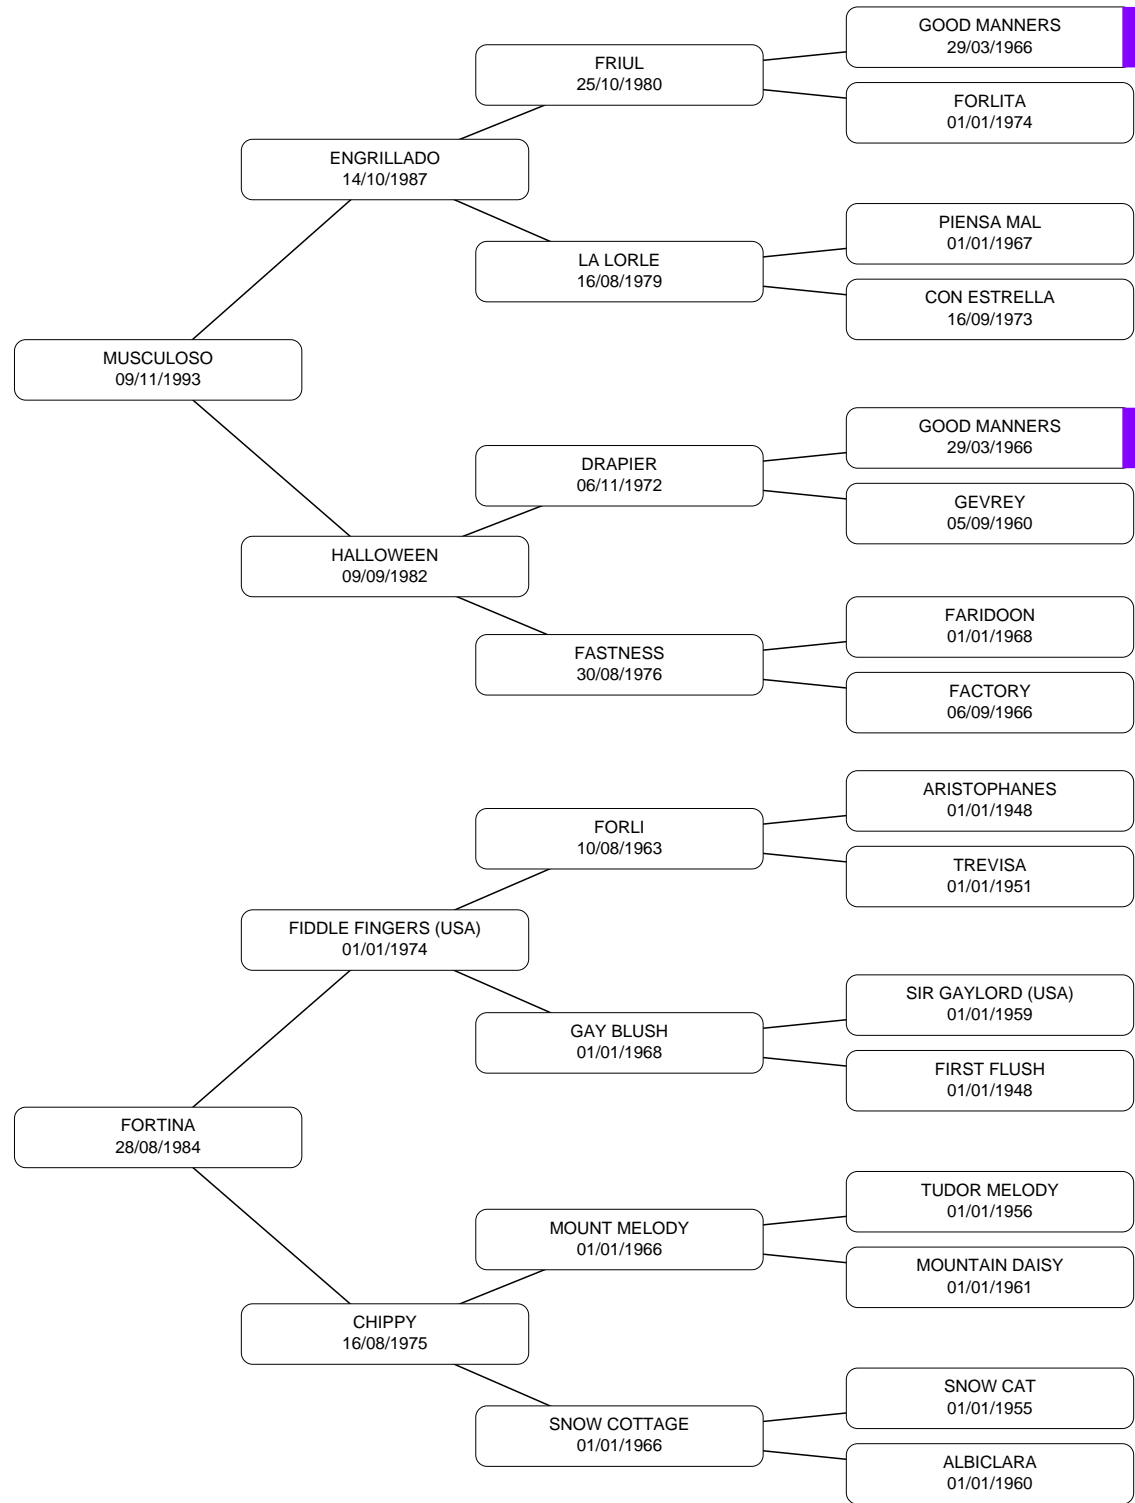 GOOD MANNERS
29/03/1966
FRIUL
25/10/1980
FORLITA
01/01/1974
ENGRILLADO
14/10/1987
PIENSA MAL
01/01/1967
LA LORLE
16/08/1979
CON ESTRELLA
16/09/1973
MUSCULOSO
09/11/1993
GOOD MANNERS
29/03/1966
DRAPIER
06/11/1972
GEVREY
05/09/1960
HALLOWEEN
09/09/1982
FARIDOON
01/01/1968
FASTNESS
30/08/1976
FACTORY
06/09/1966
ARISTOPHANES
01/01/1948
FORLI
10/08/1963
TREVISA
01/01/1951
FIDDLE FINGERS (USA)
01/01/1974
SIR GAYLORD (USA)
01/01/1959
GAY BLUSH
01/01/1968
FIRST FLUSH
01/01/1948
FORTINA
28/08/1984
TUDOR MELODY
01/01/1956
MOUNT MELODY
01/01/1966
MOUNTAIN DAISY
01/01/1961
CHIPPY
16/08/1975
SNOW CAT
01/01/1955
SNOW COTTAGE
01/01/1966
ALBICLARA
01/01/1960